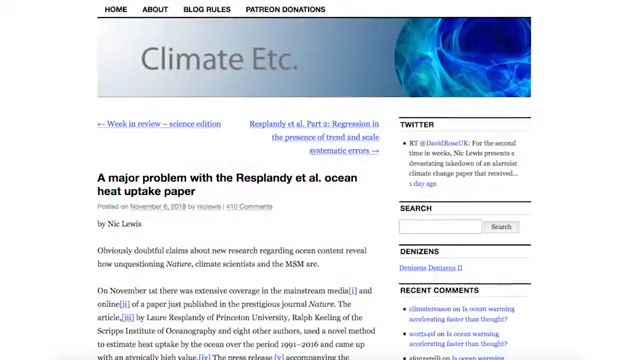 HOME ABOUT BLOG RULES PATREON DONATIONS
Climate Etc.
← Week in review – science edition
Resplandy et al. Part 2: Regression in
the presence of trend and scale
systematic errors →
A major problem with the Resplandy et al. ocean
heat uptake paper
Posted on November 6, 2018 by niclewis | 410 Comments
by Nic Lewis
Obviously doubtful claims about new research regarding ocean content reveal
how unquestioning Nature, climate scientists and the MSM are.
On November 1st there was extensive coverage in the mainstream media[i] and
online[ii] of a paper just published in the prestigious journal Nature. The
article,[iii] by Laure Resplandy of Princeton University, Ralph Keeling of the
Scripps Institute of Oceanography and eight other authors, used a novel method
to estimate heat uptake by the ocean over the period 1991–2016 and came
up with an atypically high value.[iv] The press release [v] accompanying the
TWITTER
RT @DavidRoseUK: For the second
time in weeks, Nic Lewis presents a
devastating takedown of an alarmist
climate change paper that received…
1 day ago
SEARCH
Search
DENIZENS
Denizens Denizens II
RECENT COMMENTS
climatereason on Is ocean warming
accelerating faster than thought?
scotts4sf on Is ocean warming
accelerating faster than thought?
on Is ocean warming